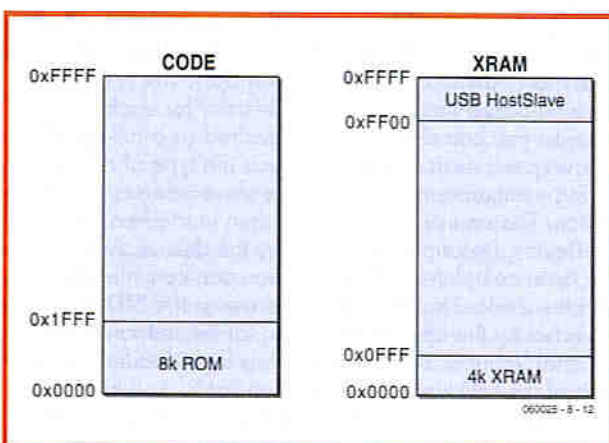 CODE
0xFFFF
0x1FFF
8k ROM
0x0000
XRAM
0xFFFF
USB HostSlave
0xFF00
0x0FFF
4k XRAM
0x0000
060025 - 8 - 12